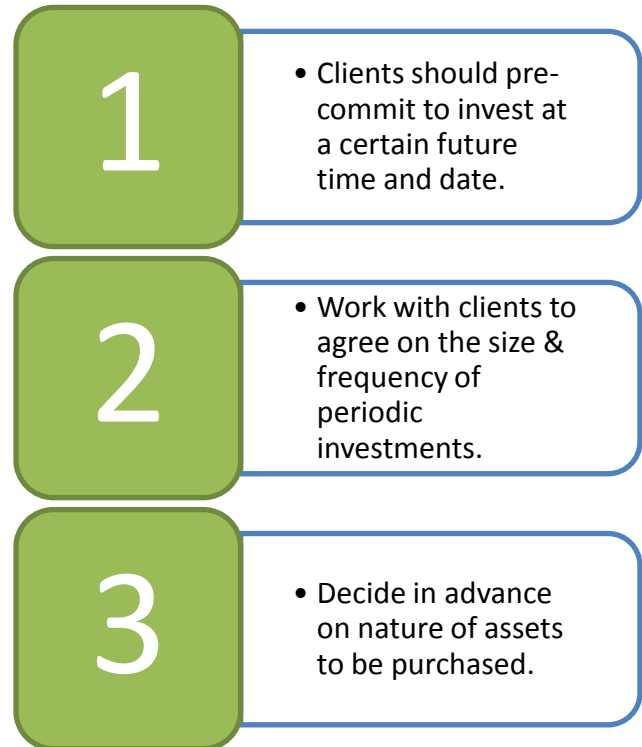 1
• Clients should pre-
commit to invest at
a certain future
time and date.
2
• Work with clients to
agree on the size &
frequency of
periodic
investments.
3
• Decide in advance
on nature of assets
to be purchased.